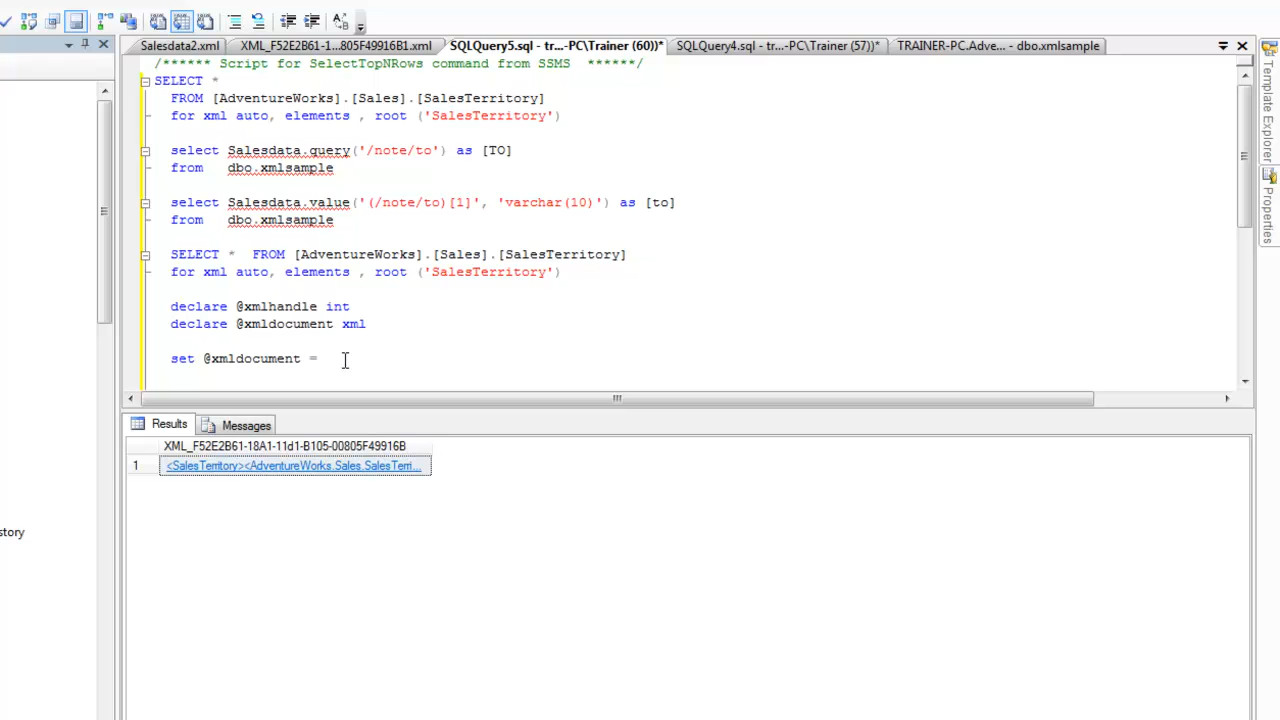 Salesdata2.xml XML_F52E2B61-1...805F49916B1.xml SQLQuery5.sql - tr...-PC\Trainer (60))* SQLQuery4.sql - tr...-PC\Trainer (57))* TRAINER-PC.Adve... - dbo.xmlsample
/****** Script for SelectTopNRows command from SSMS ******/
SELECT *
FROM [AdventureWorks].[Sales].[SalesTerritory]
for xml auto, elements , root ('SalesTerritory')
select Salesdata.query('/note/to') as [TO]
from dbo.xmlsample
select Salesdata.value('(/note/to)[1]', 'varchar(10)') as [to]
from dbo.xmlsample
SELECT * FROM [AdventureWorks].[Sales].[SalesTerritory]
for xml auto, elements , root ('SalesTerritory')
declare @xmlhandle int
declare @xmldocument xml
set @xmldocument =
Results Messages
XML_F52E2B61-18A1-11d1-B105-00805F49916B
1 <SalesTerritory><AdventureWorks.Sales.SalesTerri...
story
Template Explorer
Properties